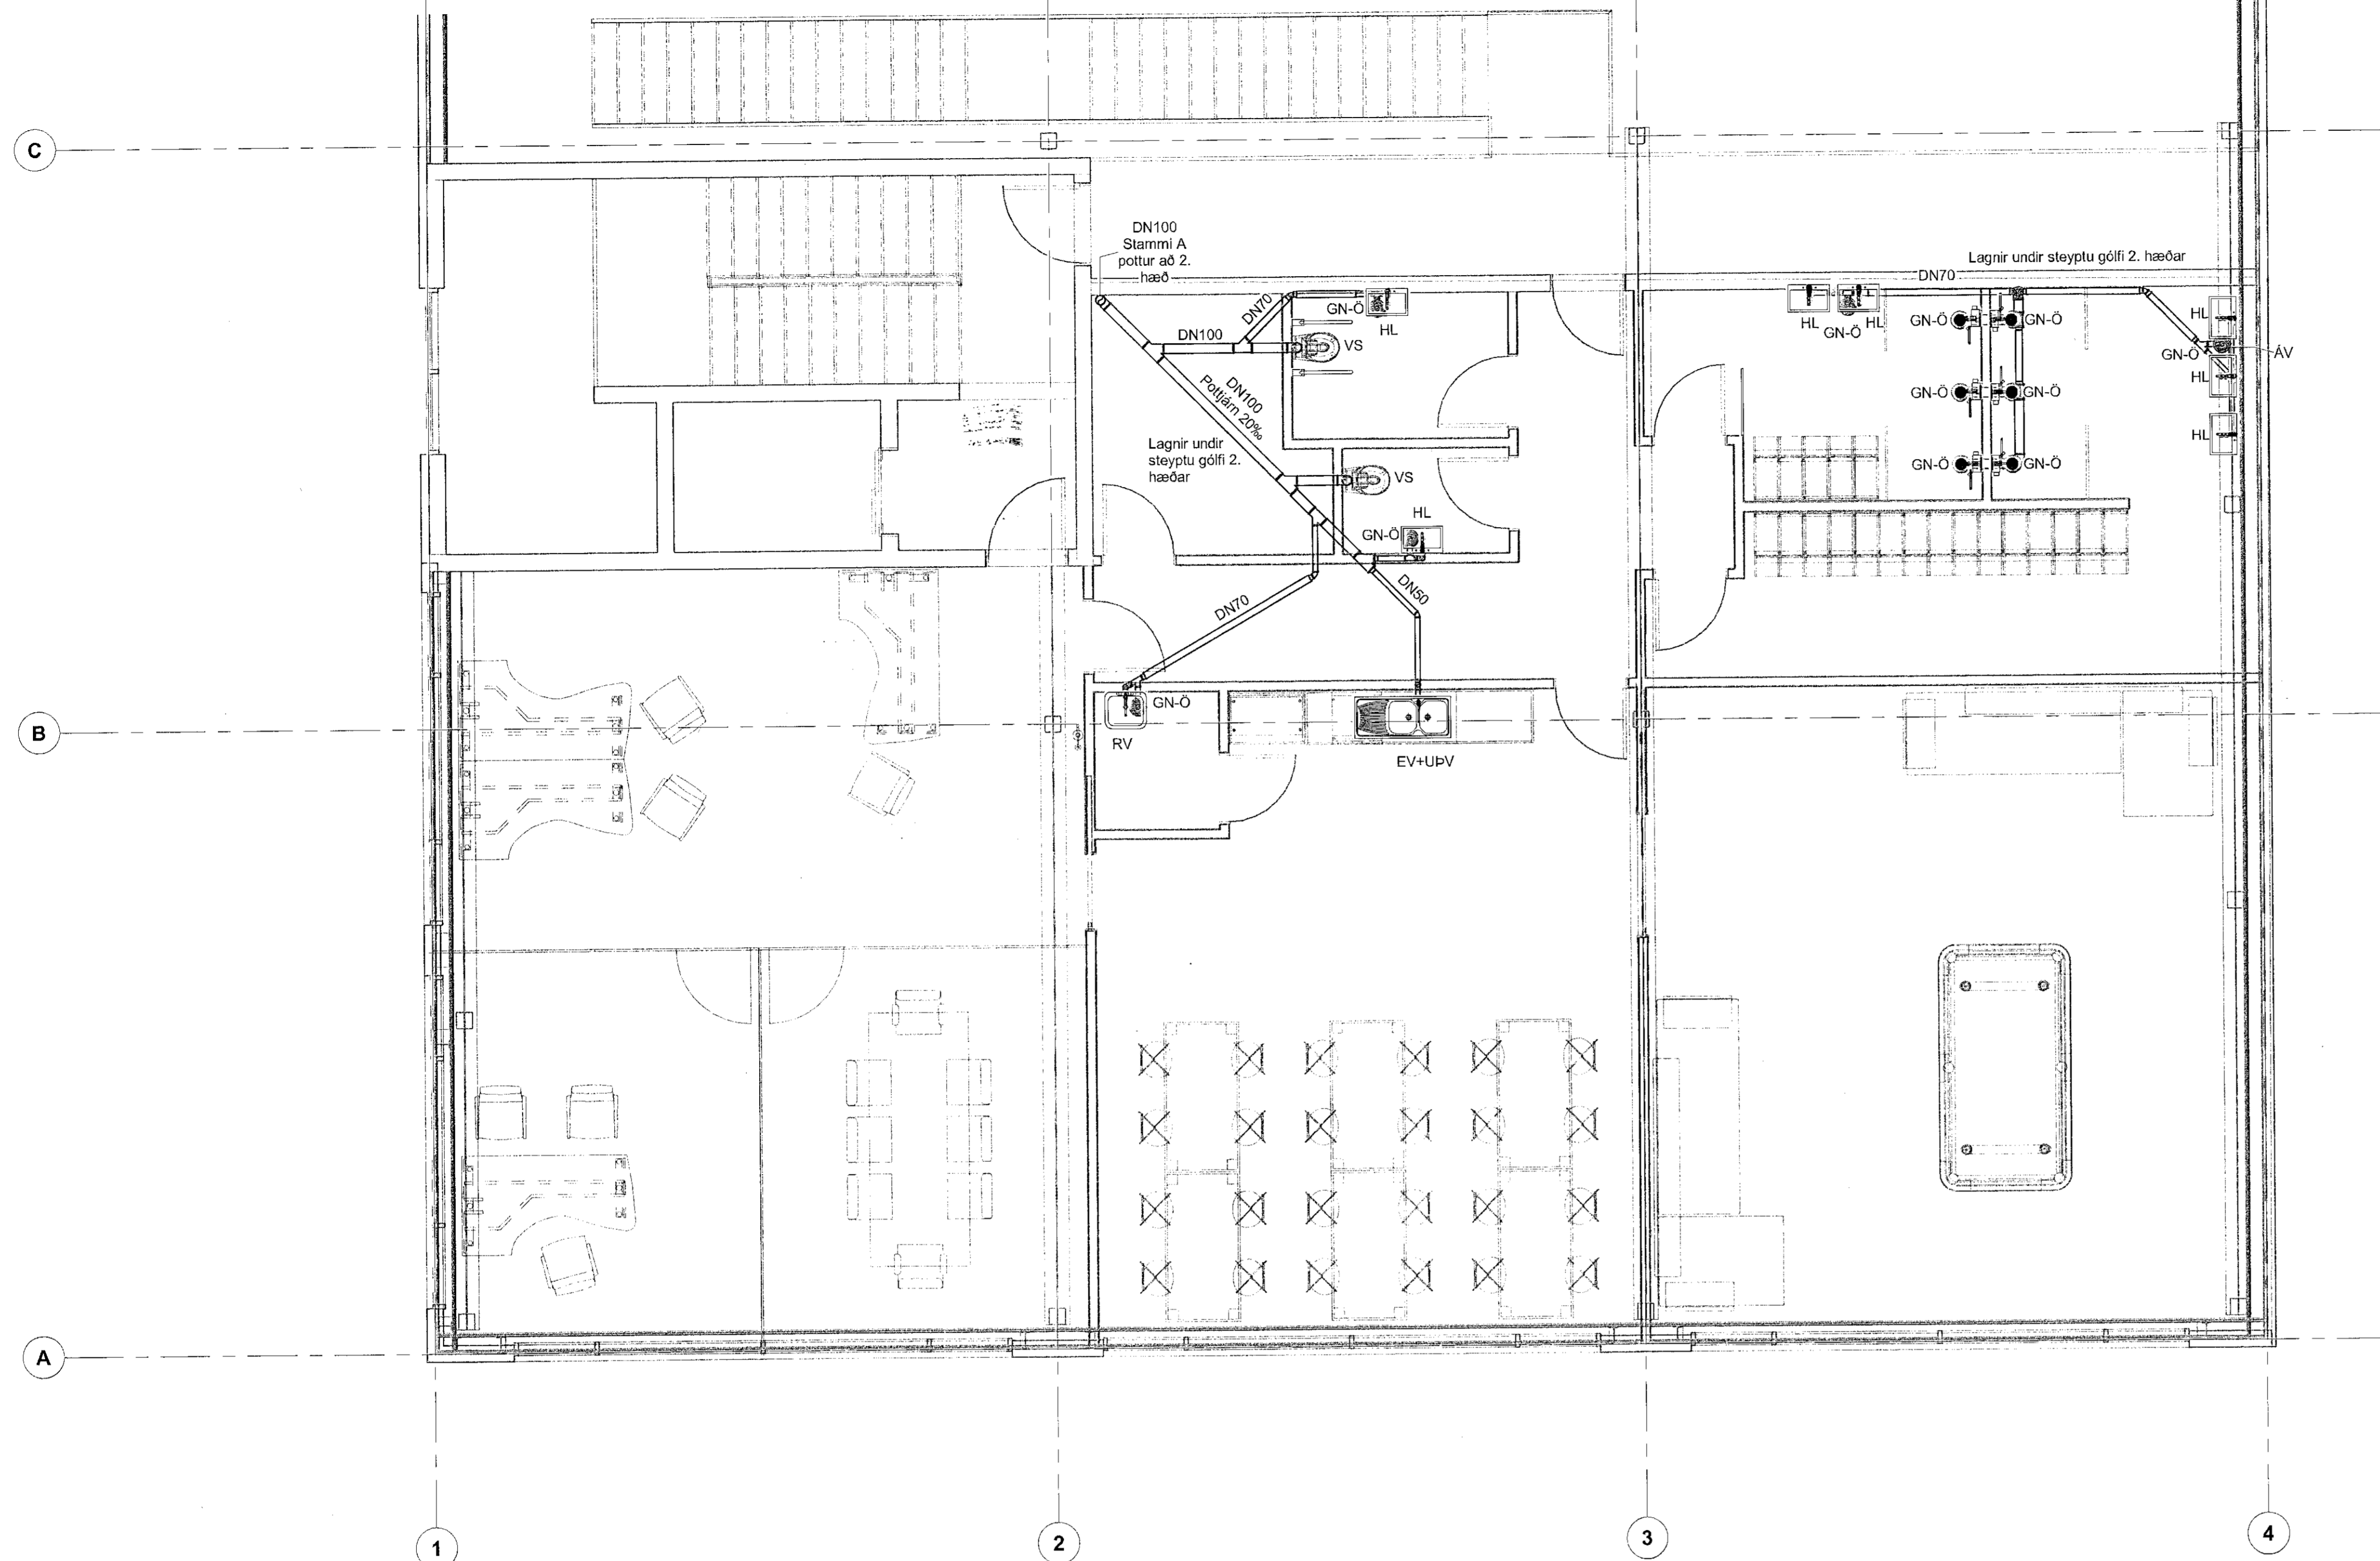 C
DN100
Stammi A
pottur að 2.
hæð
Lagnir undir steyptu gólfi 2. hæðar
DN70
DN70
GN-Ö
HL
DN100
VS
HL
GN-Ö
HL
GN-Ö
GN-Ö
HL
GN-Ö
ÁV
HL
GN-Ö
GN-Ö
HL
DN100
Pottjárn 20‰
Lagnir undir
steyptu gólfi 2.
hæðar
VS
GN-Ö
GN-Ö
HL
GN-Ö
DN50
DN70
GN-Ö
B
RV
EV+UÞV
A
1
2
3
4